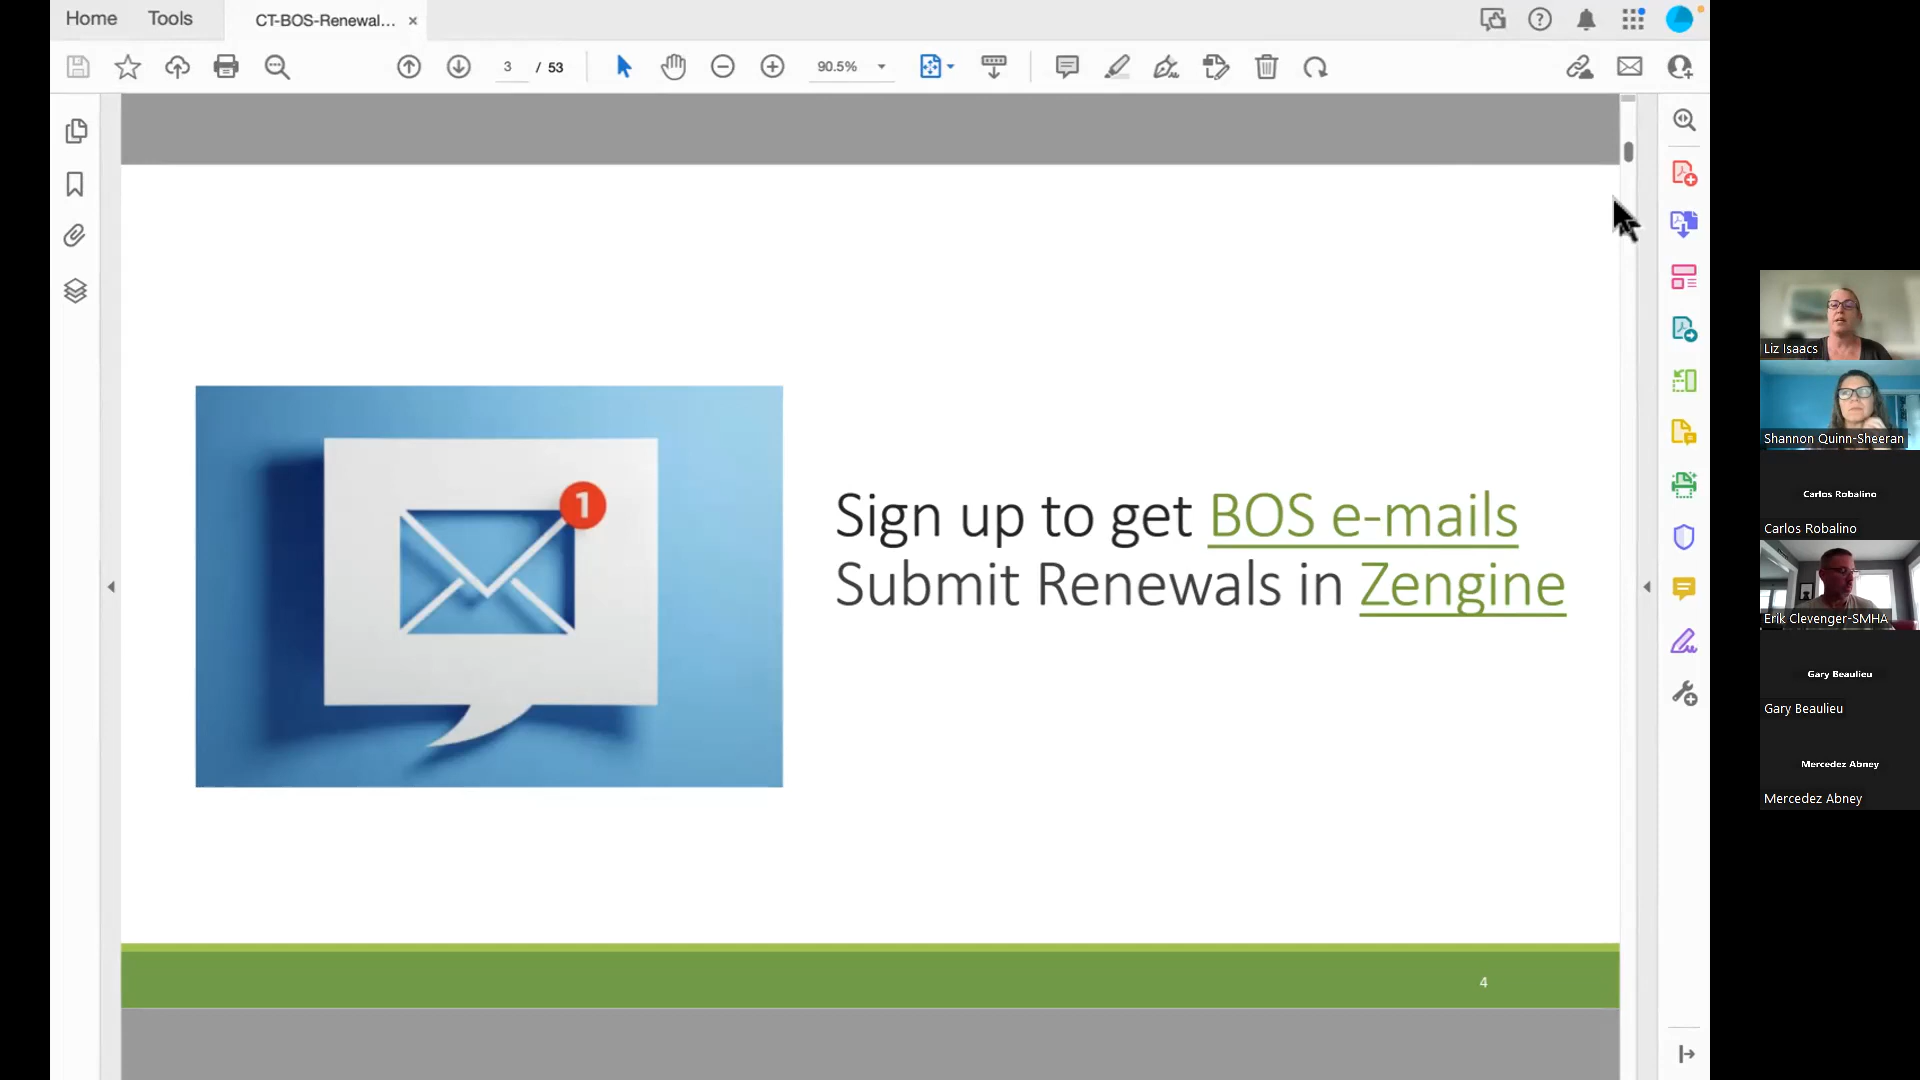 Home
Tools
CT-BOS-Renewal...
3 / 53
90.5%
1
Sign up to get BOS e-mails
Submit Renewals in Zengine
4
Liz Isaacs
Shannon Quinn-Sheeran
Carlos Robalino
Carlos Robalino
Erik Clevenger-SMHA
Gary Beaulieu
Gary Beaulieu
Mercedez Abney
Mercedez Abney